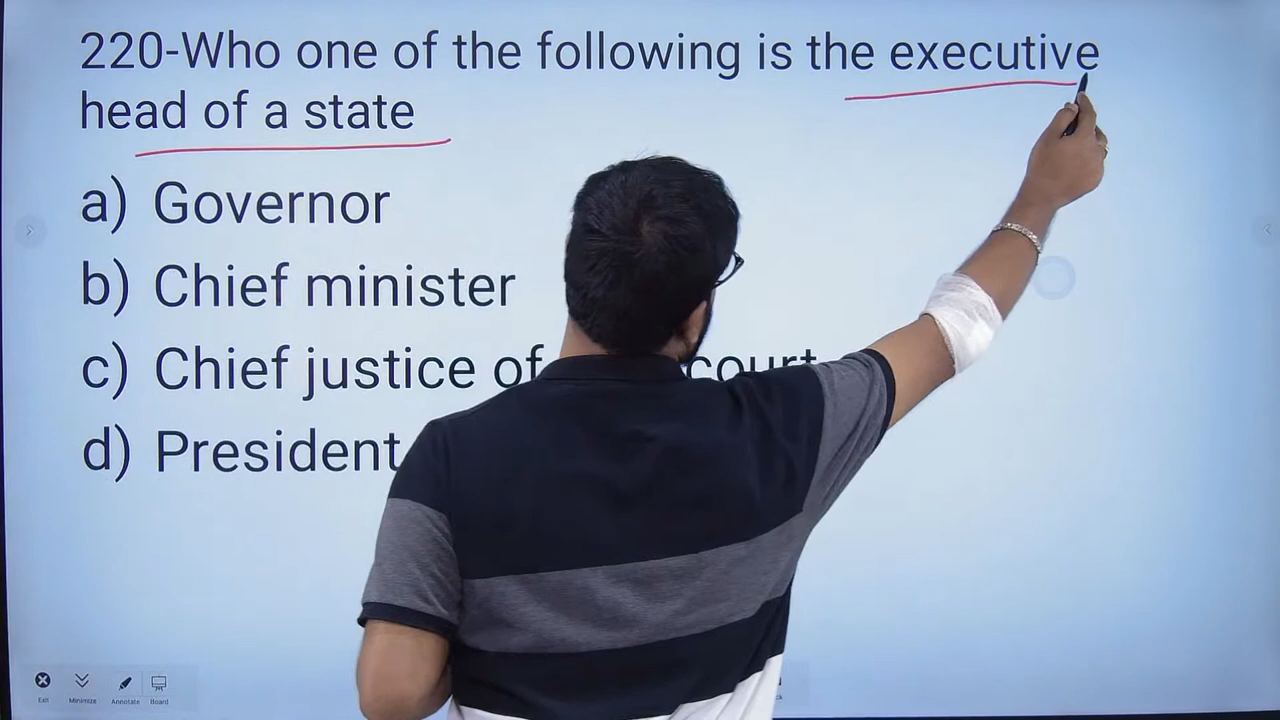 220-Who one of the following is the executive
head of a state
a) Governor
b) Chief minister
c) Chief justice of court
d) President
Exit Minimize Annotate Board